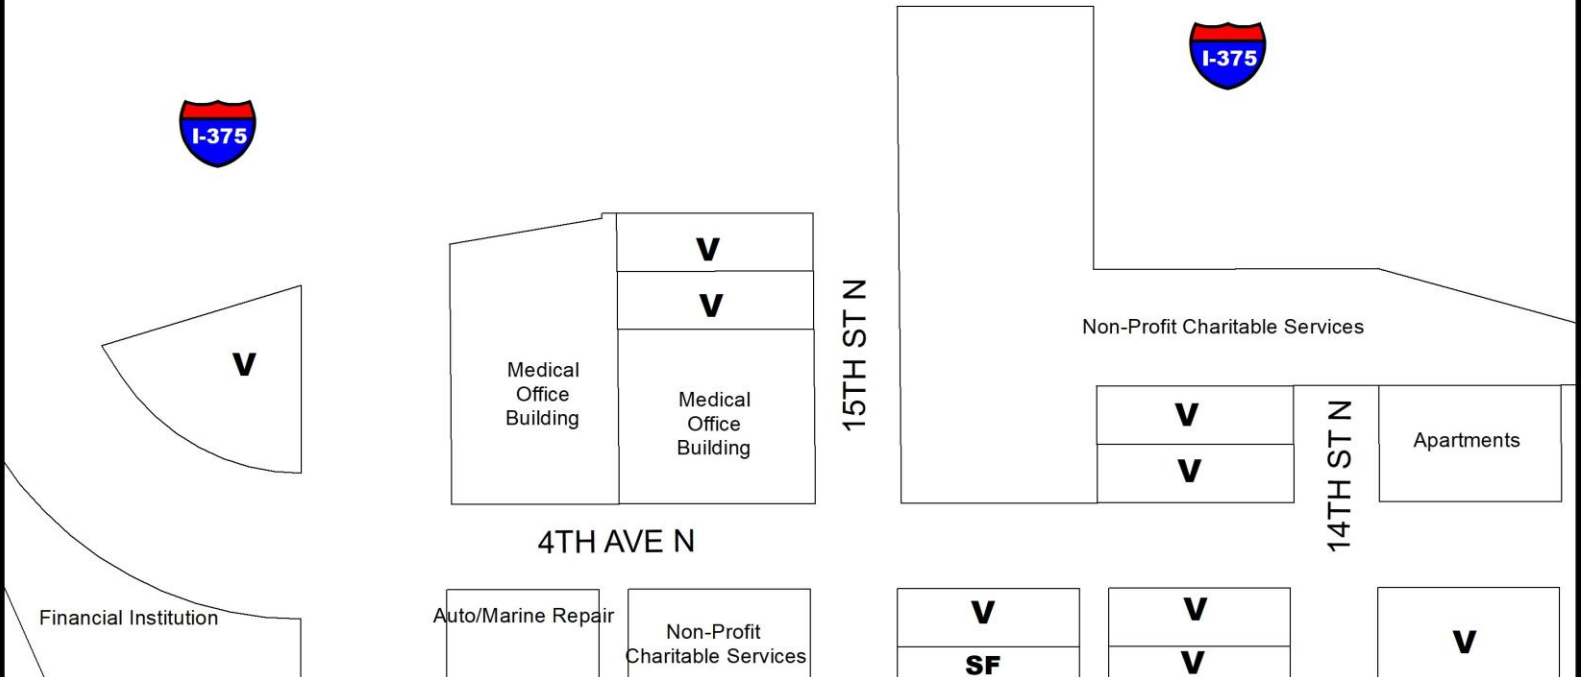 I-375
I-375
V
V
V
Medical
Office
Building
Medical
Office
Building
15TH ST N
Non-Profit Charitable Services
V
V
14TH ST N
Apartments
4TH AVE N
Financial Institution
Auto/Marine Repair
Non-Profit
Charitable Services
V
SF
V
V
V